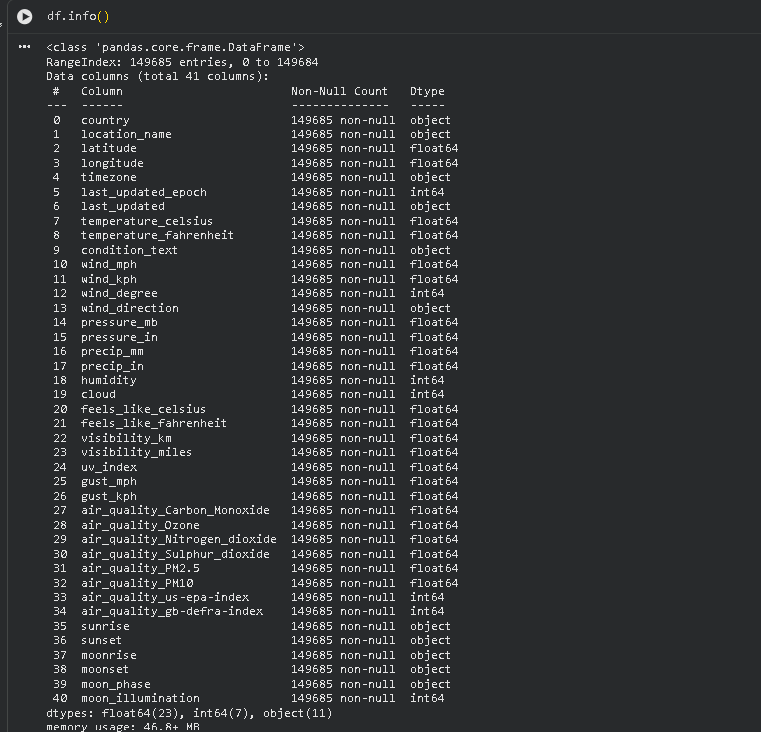 df.info()
<class 'pandas.core.frame.DataFrame'>
RangeIndex: 149685 entries, 0 to 149684
Data columns (total 41 columns):
 #   Column                        Non-Null Count   Dtype
---  ------                        --------------   -----
 0   country                       149685 non-null  object
 1   location_name                 149685 non-null  object
 2   latitude                      149685 non-null  float64
 3   longitude                     149685 non-null  float64
 4   timezone                      149685 non-null  object
 5   last_updated_epoch            149685 non-null  int64
 6   last_updated                  149685 non-null  object
 7   temperature_celsius           149685 non-null  float64
 8   temperature_fahrenheit        149685 non-null  float64
 9   condition_text                149685 non-null  object
 10  wind_mph                      149685 non-null  float64
 11  wind_kph                      149685 non-null  float64
 12  wind_degree                   149685 non-null  int64
 13  wind_direction                149685 non-null  object
 14  pressure_mb                   149685 non-null  float64
 15  pressure_in                   149685 non-null  float64
 16  precip_mm                     149685 non-null  float64
 17  precip_in                     149685 non-null  float64
 18  humidity                      149685 non-null  int64
 19  cloud                         149685 non-null  int64
 20  feels_like_celsius            149685 non-null  float64
 21  feels_like_fahrenheit         149685 non-null  float64
 22  visibility_km                 149685 non-null  float64
 23  visibility_miles              149685 non-null  float64
 24  uv_index                      149685 non-null  float64
 25  gust_mph                      149685 non-null  float64
 26  gust_kph                      149685 non-null  float64
 27  air_quality_Carbon_Monoxide   149685 non-null  float64
 28  air_quality_Ozone             149685 non-null  float64
 29  air_quality_Nitrogen_dioxide  149685 non-null  float64
 30  air_quality_Sulphur_dioxide   149685 non-null  float64
 31  air_quality_PM2.5             149685 non-null  float64
 32  air_quality_PM10              149685 non-null  float64
 33  air_quality_us-epa-index      149685 non-null  int64
 34  air_quality_gb-defra-index    149685 non-null  int64
 35  sunrise                       149685 non-null  object
 36  sunset                        149685 non-null  object
 37  moonrise                      149685 non-null  object
 38  moonset                       149685 non-null  object
 39  moon_phase                    149685 non-null  object
 40  moon_illumination             149685 non-null  int64
dtypes: float64(23), int64(7), object(11)
memory usage: 46.8+ MB